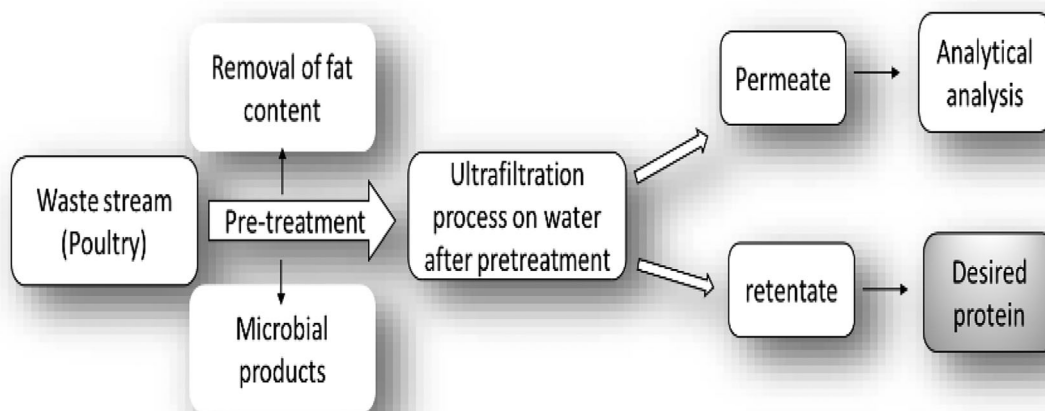 Removal of fat
content
Waste stream
(Poultry)
Pre-treatment
Microbial
products
Ultrafiltration
process on water
after pretreatment
Permeate
Analytical
analysis
retentate
Desired
protein